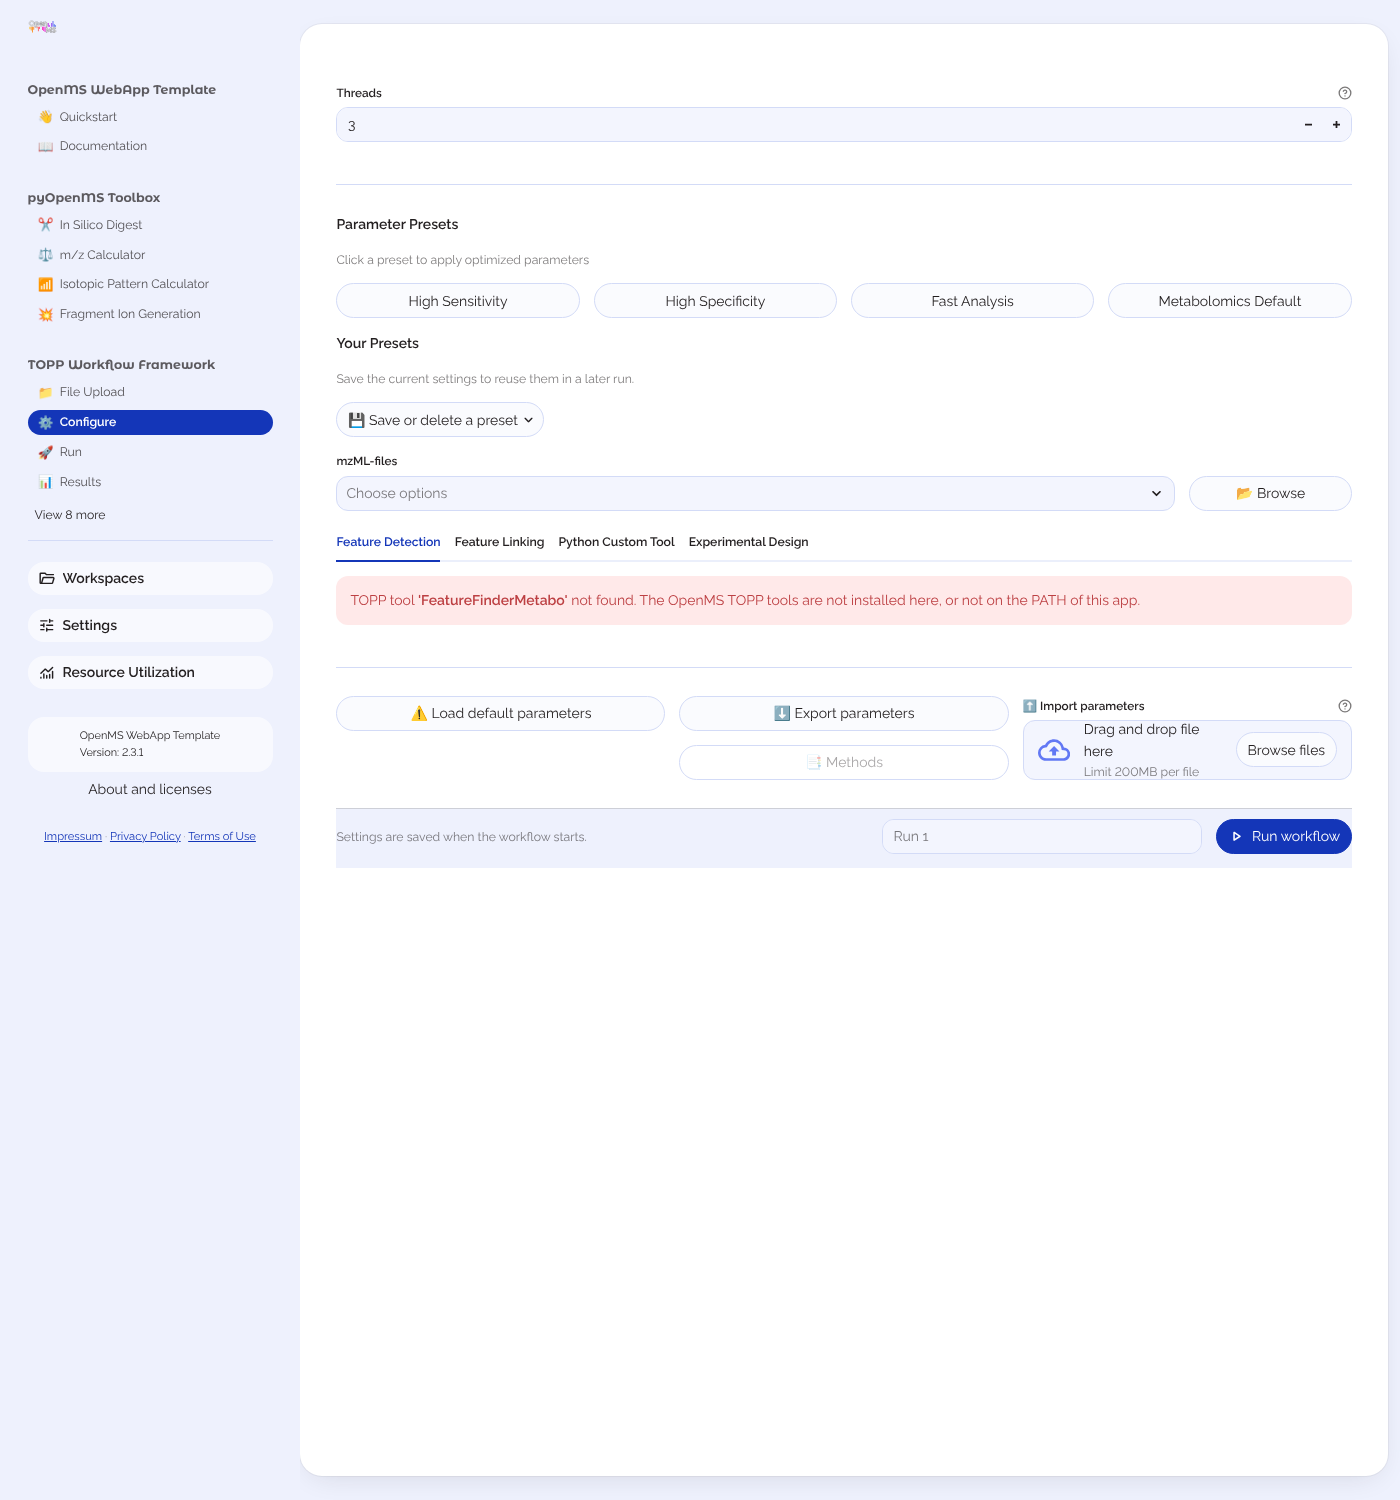 OpenMS WebApp Template
👋 Quickstart
📖 Documentation
pyOpenMS Toolbox
✂️ In Silico Digest
⚖️ m/z Calculator
📶 Isotopic Pattern Calculator
💥 Fragment Ion Generation
TOPP Workflow Framework
📁 File Upload
⚙️ Configure
🚀 Run
📊 Results
View 8 more
Workspaces
Settings
Resource Utilization
OpenMS WebApp Template
Version: 2.3.1
About and licenses
Impressum · Privacy Policy · Terms of Use
Threads
3
Parameter Presets
Click a preset to apply optimized parameters
High Sensitivity
High Specificity
Fast Analysis
Metabolomics Default
Your Presets
Save the current settings to reuse them in a later run.
💾 Save or delete a preset
mzML-files
Choose options
📂 Browse
Feature Detection
Feature Linking
Python Custom Tool
Experimental Design
TOPP tool 'FeatureFinderMetabo' not found. The OpenMS TOPP tools are not installed here, or not on the PATH of this app.
⚠️ Load default parameters
⬇️ Export parameters
📑 Methods
⬆️ Import parameters
Drag and drop file
here
Limit 200MB per file
Browse files
Settings are saved when the workflow starts.
Run 1
Run workflow